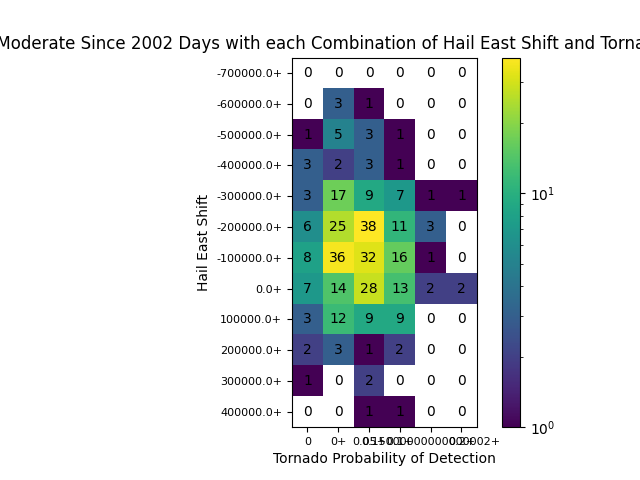 Moderate Since 2002 Days with each Combination of Hail East Shift and Torna
-700000.0+ 0 0 0 0 0 0
-600000.0+ 0 3 1 0 0 0
-500000.0+ 1 5 3 1 0 0
-400000.0+ 3 2 3 1 0 0
-300000.0+ 3 17 9 7 1 1
-200000.0+ 6 25 38 11 3 0
-100000.0+ 8 36 32 16 1 0
0.0+ 7 14 28 13 2 2
100000.0+ 3 12 9 9 0 0
200000.0+ 2 3 1 2 0 0
300000.0+ 1 0 2 0 0 0
400000.0+ 0 0 1 1 0 0
0 0+
Tornado Probability of Detection
Hail East Shift
10¹
10⁰